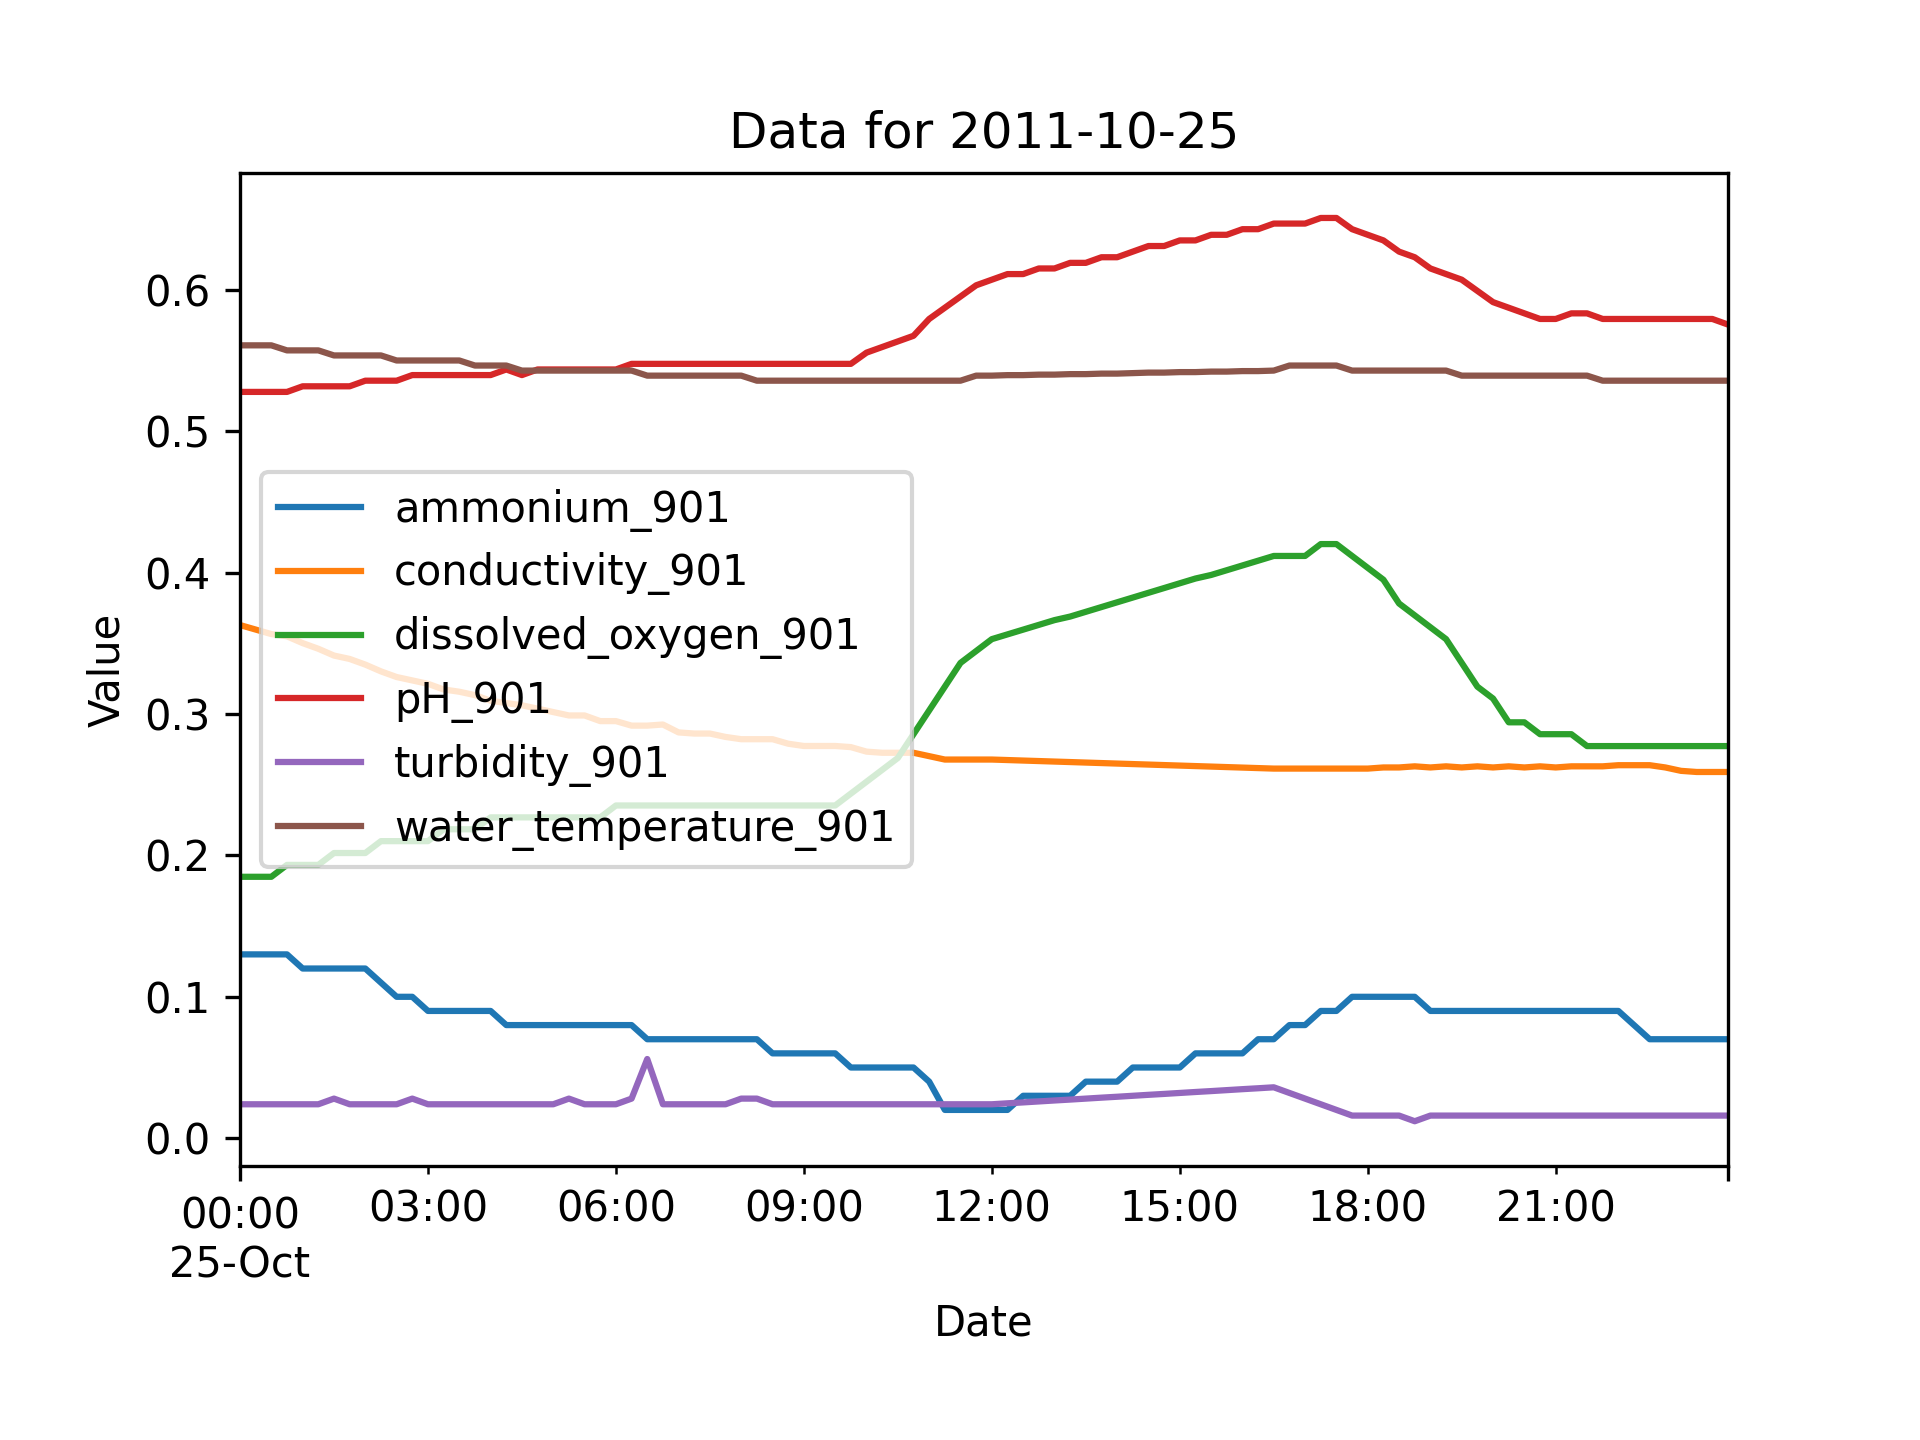 Data for 2011-10-25
Value
0.6
0.5
0.4
0.3
0.2
0.1
0.0
ammonium_901
conductivity_901
dissolved_oxygen_901
pH_901
turbidity_901
water_temperature_901
00:00 03:00 06:00 09:00 12:00 15:00 18:00 21:00
25-Oct
Date